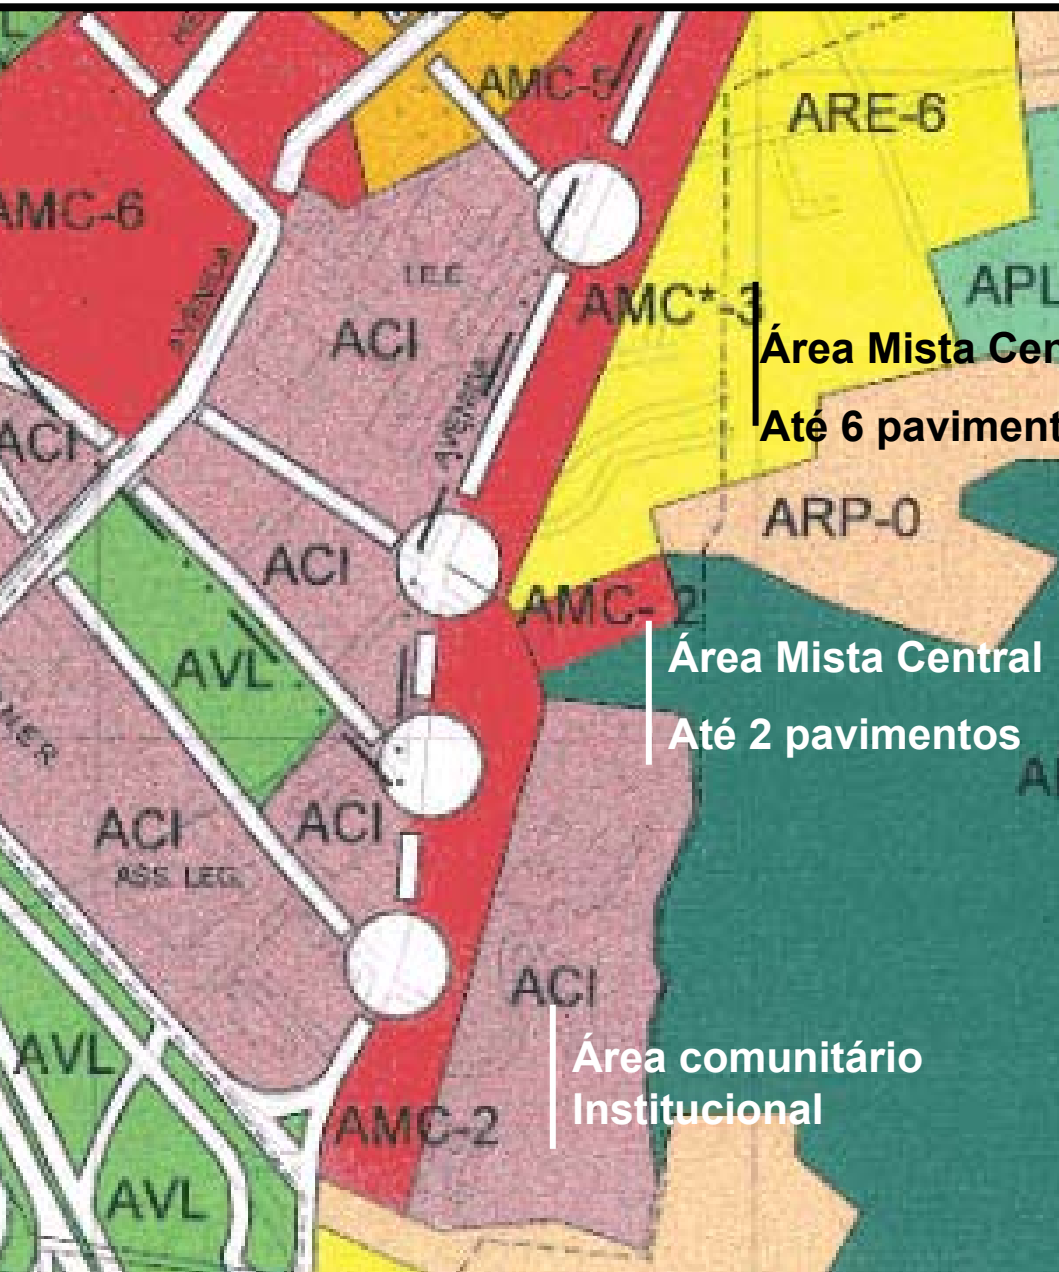 AMC-5
ARE-6
AMC-6
AVENIDA
I.E.E.
ACI
AMC*-3
APL
Área Mista Cen
Até 6 paviment
AVENIDA
ACI
ARP-0
ACI
AMC- 2
AVL
Área Mista Central
Até 2 pavimentos
ACI
ACI
ASS. LEG.
ACI
AVL
Área comunitário
Institucional
AMC-2
AVL